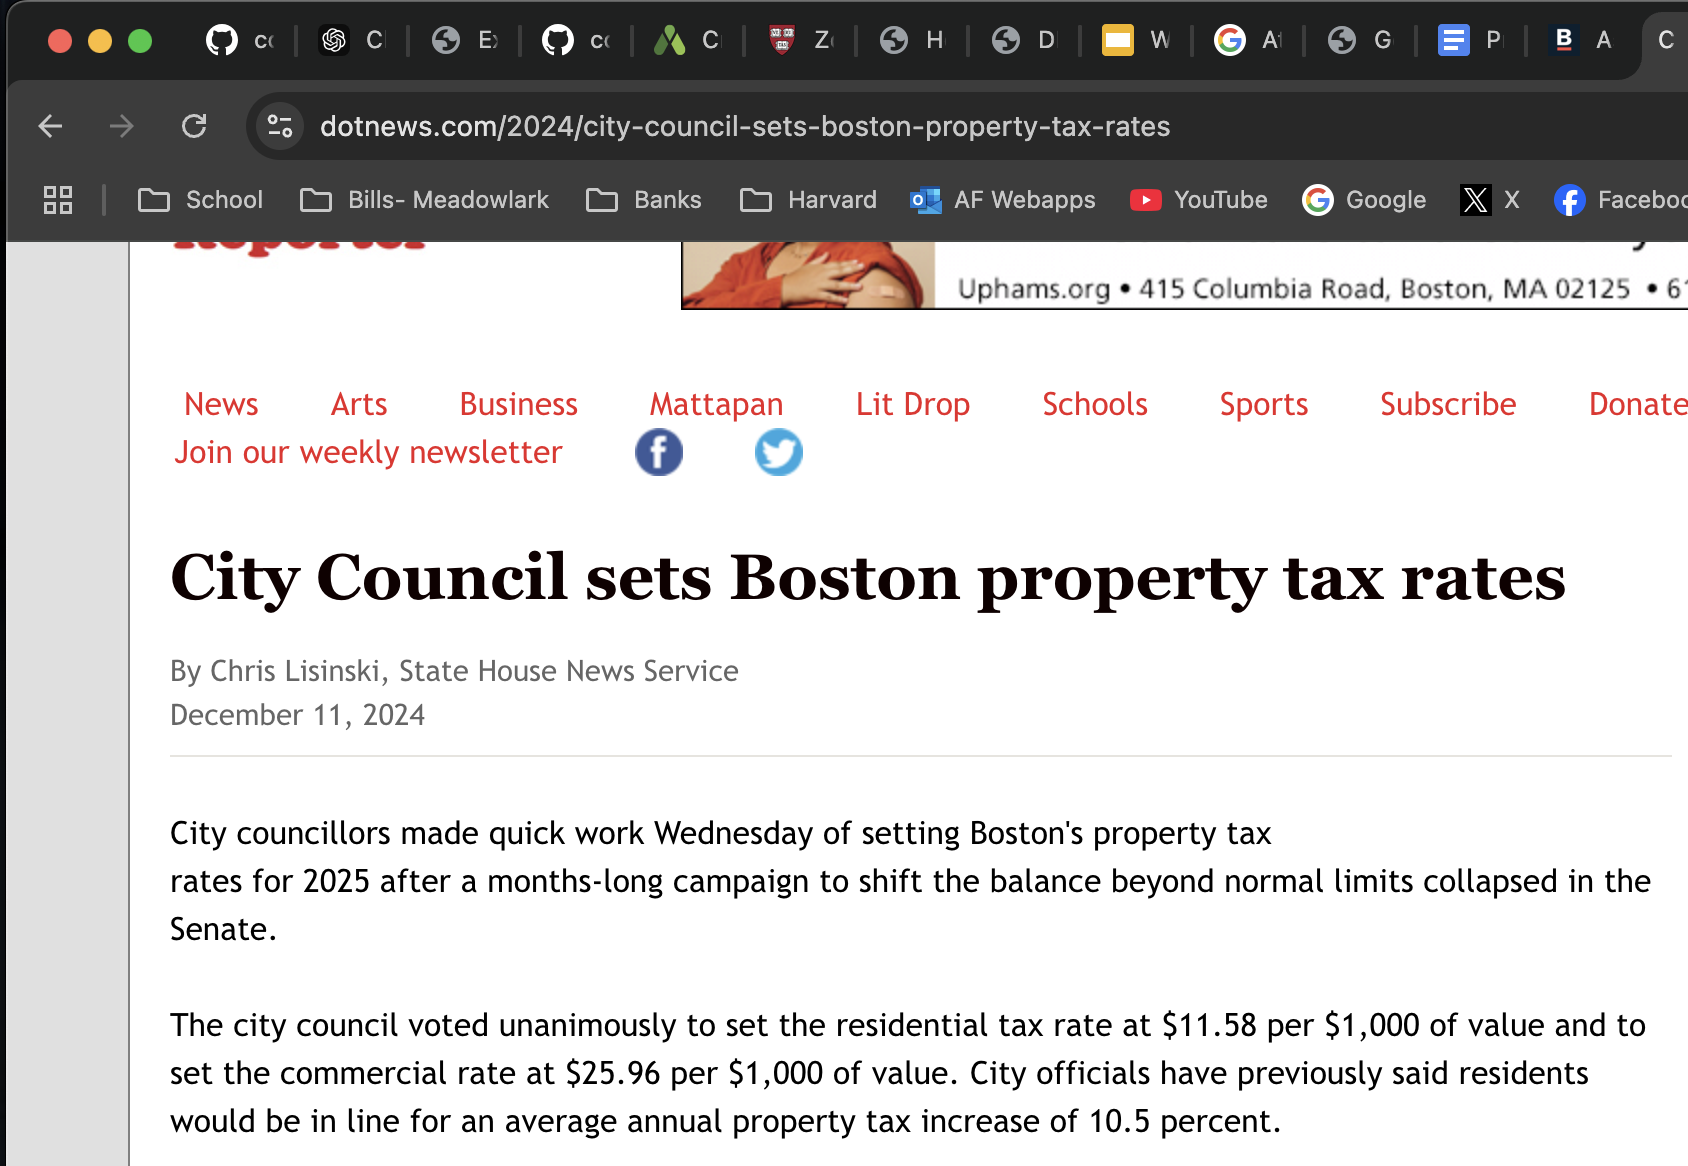 C
E
C
Z
H
D
W
A
G
P
B
A
C
dotnews.com/2024/city-council-sets-boston-property-tax-rates
School
Bills- Meadowlark
Banks
Harvard
AF Webapps
YouTube
Google
X
Faceboo
Reporter
Uphams.org • 415 Columbia Road, Boston, MA 02125 • 61
News Arts Business Mattapan Lit Drop Schools Sports Subscribe Donate
Join our weekly newsletter
City Council sets Boston property tax rates
By Chris Lisinski, State House News Service
December 11, 2024
City councillors made quick work Wednesday of setting Boston's property tax
rates for 2025 after a months-long campaign to shift the balance beyond normal limits collapsed in the
Senate.
The city council voted unanimously to set the residential tax rate at $11.58 per $1,000 of value and to
set the commercial rate at $25.96 per $1,000 of value. City officials have previously said residents
would be in line for an average annual property tax increase of 10.5 percent.